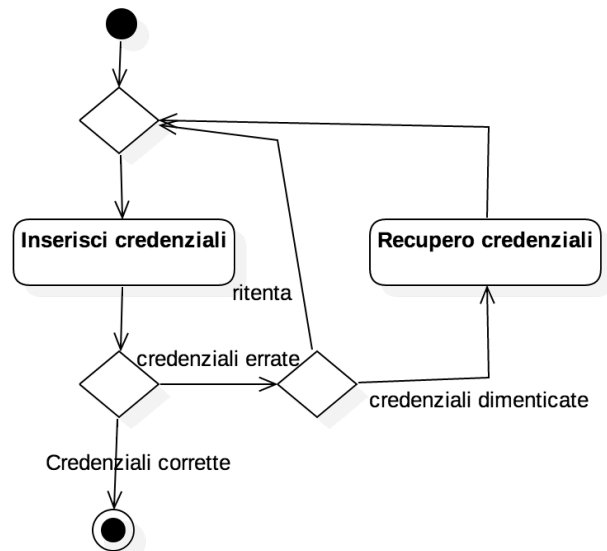 Inserisci credenziali
Recupero credenziali
ritenta
credenziali errate
credenziali dimenticate
Credenziali corrette